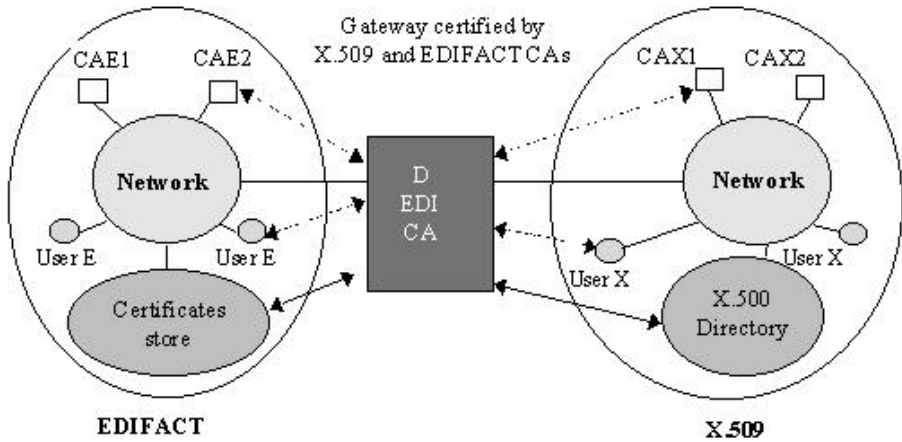 Gateway certified by
X.509 and EDIFACT CAs
CAE1
CAE2
CAX1
CAX2
Network
D
EDI
CA
Network
User E
User E
User X
User X
Certificates
store
X.500
Directory
EDIFACT
X.509